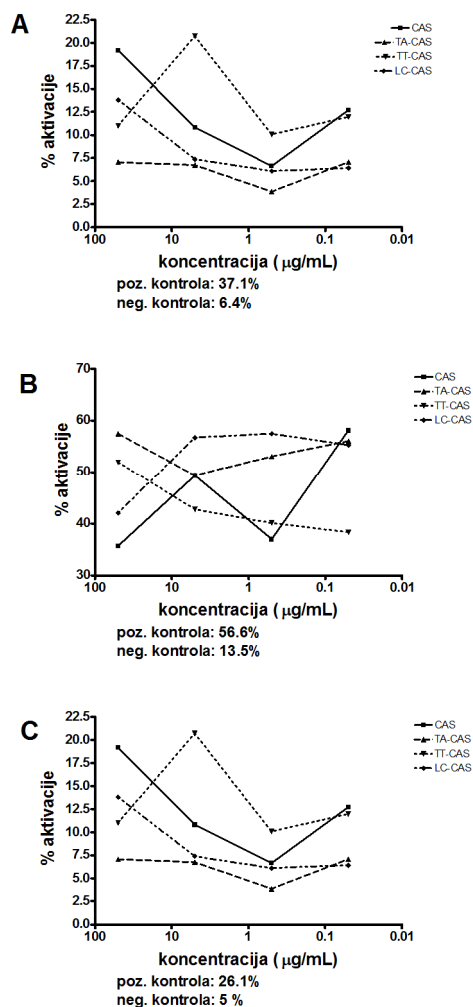 A
22.5
20.0
17.5
15.0
12.5
10.0
7.5
5.0
2.5
0.0
% aktivacije
100
10
1
0.1
0.01
koncentracija ( µg/mL)
CAS
TA-CAS
TT-CAS
LC-CAS
poz. kontrola: 37.1%
neg. kontrola: 6.4%
B
70
60
50
40
30
% aktivacije
100
10
1
0.1
0.01
koncentracija ( µg/mL)
CAS
TA-CAS
TT-CAS
LC-CAS
poz. kontrola: 56.6%
neg. kontrola: 13.5%
C
22.5
20.0
17.5
15.0
12.5
10.0
7.5
5.0
2.5
0.0
% aktivacije
100
10
1
0.1
0.01
koncentracija ( µg/mL)
CAS
TA-CAS
TT-CAS
LC-CAS
poz. kontrola: 26.1%
neg. kontrola: 5 %